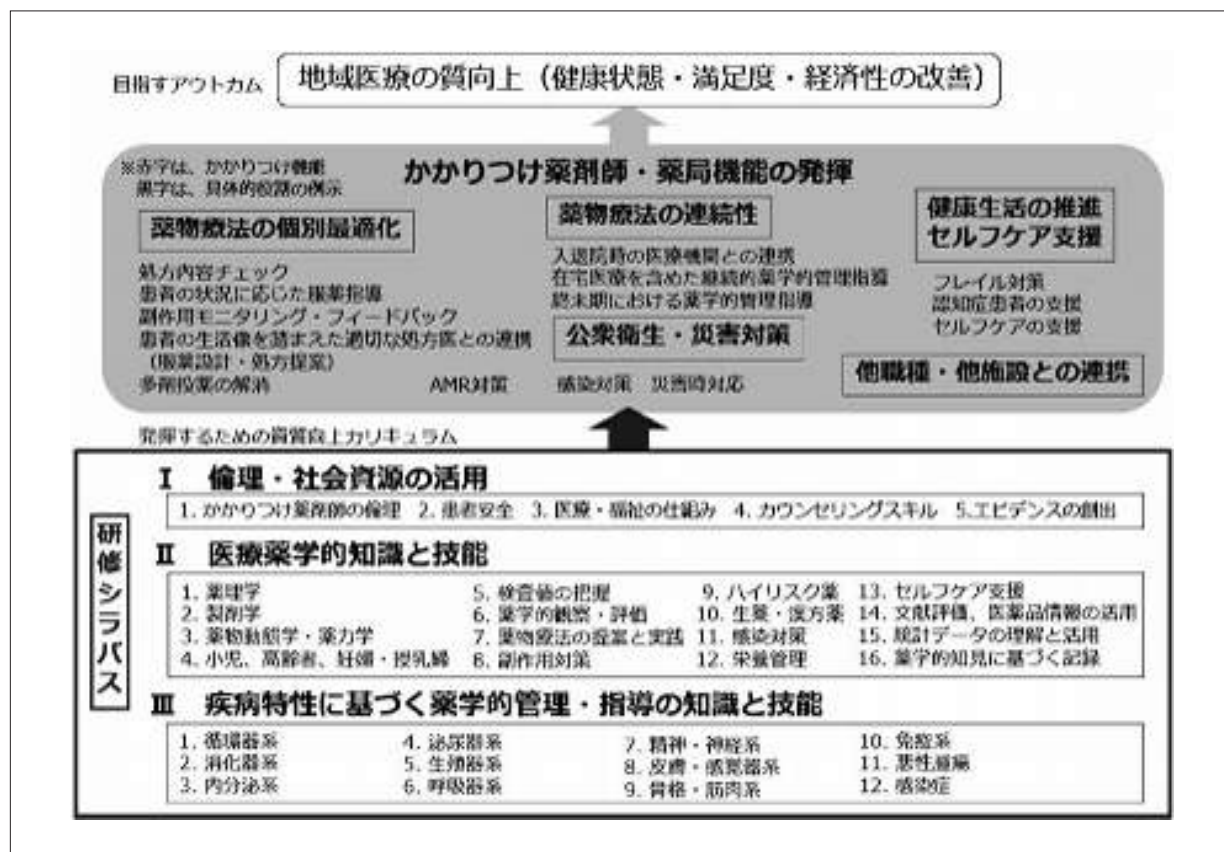 目指すアウトカム 地域医療の質向上（健康状態・満足度・経済性の改善）
※赤字は、かかりつけ機能
黒字は、具体的役割の例示
かかりつけ薬剤師・薬局機能の発揮
薬物療法の個別最適化
処方内容チェック
患者の状況に応じた服薬指導
副作用モニタリング・フィードバック
患者の生活像を踏まえた適切な処方医との連携
（服薬設計・処方提案）
多剤投薬の解消
薬物療法の連続性
入退院時の医療機関との連携
在宅医療を含めた継続的薬学的管理指導
終末期における薬学的管理指導
公衆衛生・災害対策
AMR対策 感染対策 災害時対応
健康生活の推進
セルフケア支援
フレイル対策
認知症患者の支援
セルフケアの支援
他職種・他施設との連携
発揮するための資質向上カリキュラム
研修シラバス
Ⅰ 倫理・社会資源の活用
1. かかりつけ薬剤師の倫理 2. 患者安全 3. 医療・福祉の仕組み 4. カウンセリングスキル 5.エビデンスの創出
Ⅱ 医療薬学的知識と技能
1. 薬理学
2. 製剤学
3. 薬物動態学・薬力学
4. 小児、高齢者、妊婦・授乳婦
5. 検査値の把握
6. 薬学的観察・評価
7. 薬物療法の提案と実践
8. 副作用対策
9. ハイリスク薬
10. 生薬・漢方薬
11. 感染対策
12. 栄養管理
13. セルフケア支援
14. 文献評価、医薬品情報の活用
15. 統計データの理解と活用
16. 薬学的知見に基づく記録
Ⅲ 疾病特性に基づく薬学的管理・指導の知識と技能
1. 循環器系
2. 消化器系
3. 内分泌系
4. 泌尿器系
5. 生殖器系
6. 呼吸器系
7. 精神・神経系
8. 皮膚・感覚器系
9. 骨格・筋肉系
10. 免疫系
11. 悪性腫瘍
12. 感染症